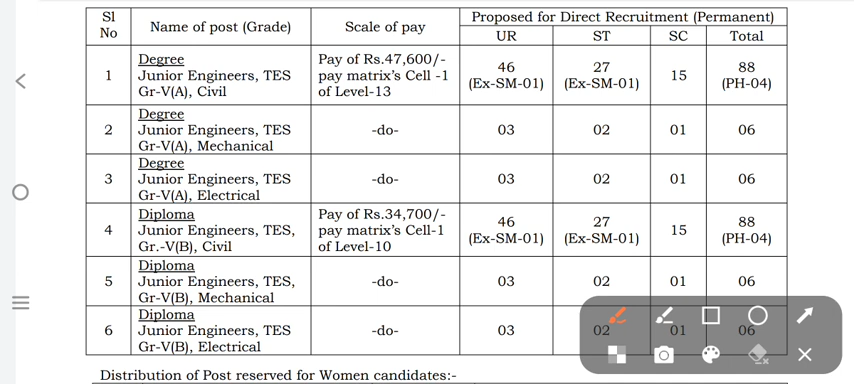 Sl No | Name of post (Grade) | Scale of pay | Proposed for Direct Recruitment (Permanent)
UR | ST | SC | Total
1 | Degree Junior Engineers, TES Gr-V(A), Civil | Pay of Rs.47,600/- pay matrix's Cell -1 of Level-13 | 46 (Ex-SM-01) | 27 (Ex-SM-01) | 15 | 88 (PH-04)
2 | Degree Junior Engineers, TES Gr-V(A), Mechanical | -do- | 03 | 02 | 01 | 06
3 | Degree Junior Engineers, TES Gr-V(A), Electrical | -do- | 03 | 02 | 01 | 06
4 | Diploma Junior Engineers, TES, Gr.-V(B), Civil | Pay of Rs.34,700/- pay matrix's Cell-1 of Level-10 | 46 (Ex-SM-01) | 27 (Ex-SM-01) | 15 | 88 (PH-04)
5 | Diploma Junior Engineers, TES, Gr-V(B), Mechanical | -do- | 03 | 02 | 01 | 06
6 | Diploma Junior Engineers, TES Gr-V(B), Electrical | -do- | 03 | 02 | 01 | 06
Distribution of Post reserved for Women candidates:-